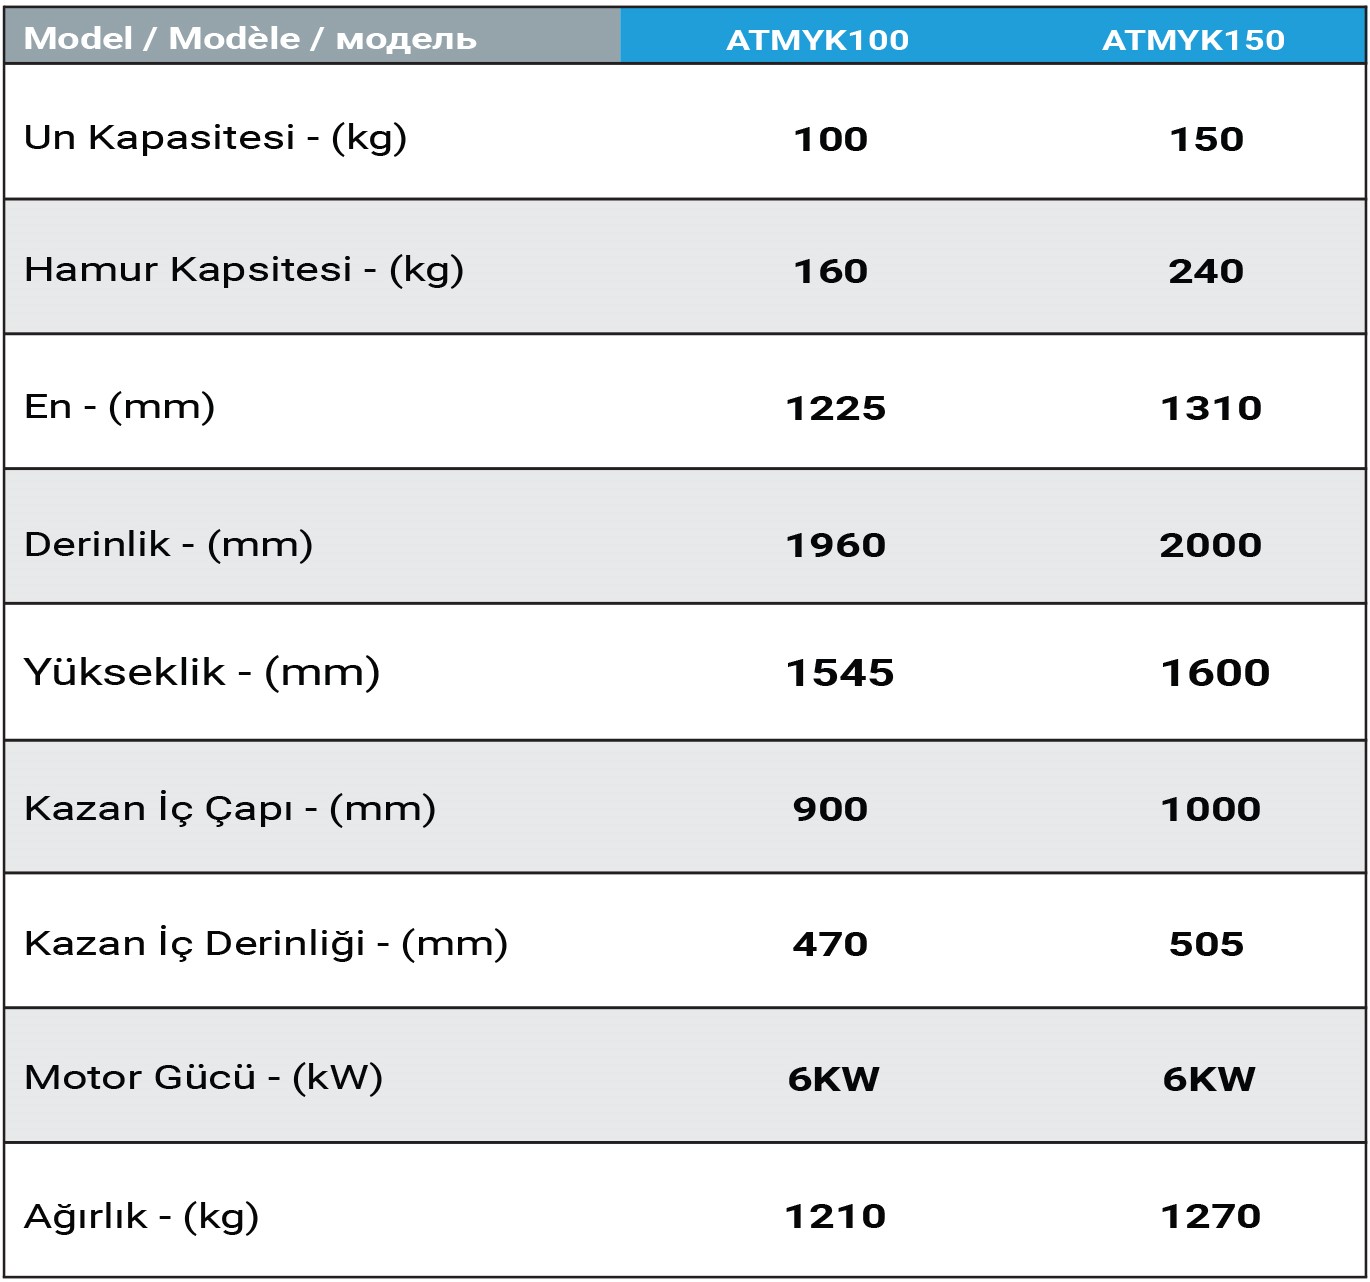 Model / Modèle / модель ATMYK100 ATMYK150
Un Kapasitesi - (kg) 100 150
Hamur Kapsitesi - (kg) 160 240
En - (mm) 1225 1310
Derinlik - (mm) 1960 2000
Yükseklik - (mm) 1545 1600
Kazan İç Çapı - (mm) 900 1000
Kazan İç Derinliği - (mm) 470 505
Motor Gücü - (kW) 6KW 6KW
Ağırlık - (kg) 1210 1270